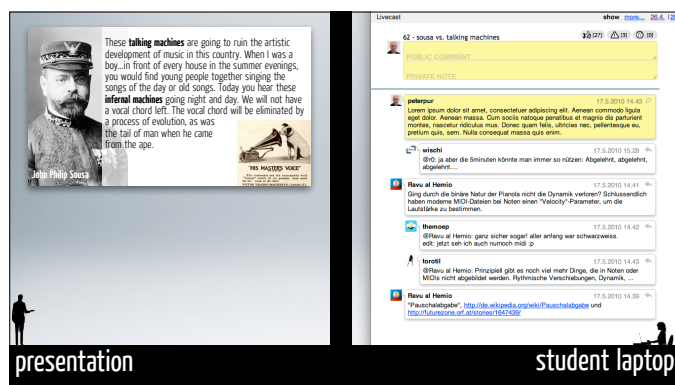 These talking machines are going to ruin the artistic
development of music in this country. When I was a
boy...in front of every house in the summer evenings,
you would find young people together singing the
songs of the day or old songs. Today you hear these
infernal machines going night and day. We will not have
a vocal chord left. The vocal chord will be eliminated by
a process of evolution, as was
the tail of man when he came
from the ape.
John Philip Sousa
"HIS MASTER'S VOICE"
presentation
Livecast
show more... 26.4.
62 - sousa vs. talking machines
(27) (3) (0)
PUBLIC COMMENT
PRIVATE NOTE
peterpur 17.5.2010 14.43
Lorem ipsum dolor sit amet, consectetuer adipiscing elit. Aenean commodo ligula
eget dolor. Aenean massa. Cum sociis natoque penatibus et magnis dis parturient
montes, nascetur ridiculus mus. Donec quam felis, ultricies nec, pellentesque eu,
pretium quis, sem. Nulla consequat massa quis enim.
wischi 17.5.2010 15.28
@r0: ja aber die 5minuten könnte man immer so nützen: Abgelehnt, abgelehnt,
abgelehnt....
Ravu al Hemio 17.5.2010 14.41
Ging durch die binäre Natur der Pianola nicht die Dynamik verloren? Schlussendlich
haben moderne MIDI-Dateien bei Noten einen "Velocity"-Parameter, um die
Lautstärke zu bestimmen.
themoep 17.5.2010 14.42
@Ravu al Hemio: ganz sicher sogar! aller anfang war schwarzweiss.
edit: jetzt seh ich auch numoch midi :p
torotil 17.5.2010 14.43
@Ravu al Hemio: Prinzipiell gibt es noch viel mehr Dinge, die in Noten oder
MIDIs nicht abgebildet werden. Rythmische Verschiebungen, Dynamik, ...
Ravu al Hemio 17.5.2010 14.39
"Pauschalabgabe", http://de.wikipedia.org/wiki/Pauschalabgabe und
http://futurezone.orf.at/stories/1647439/
student laptop